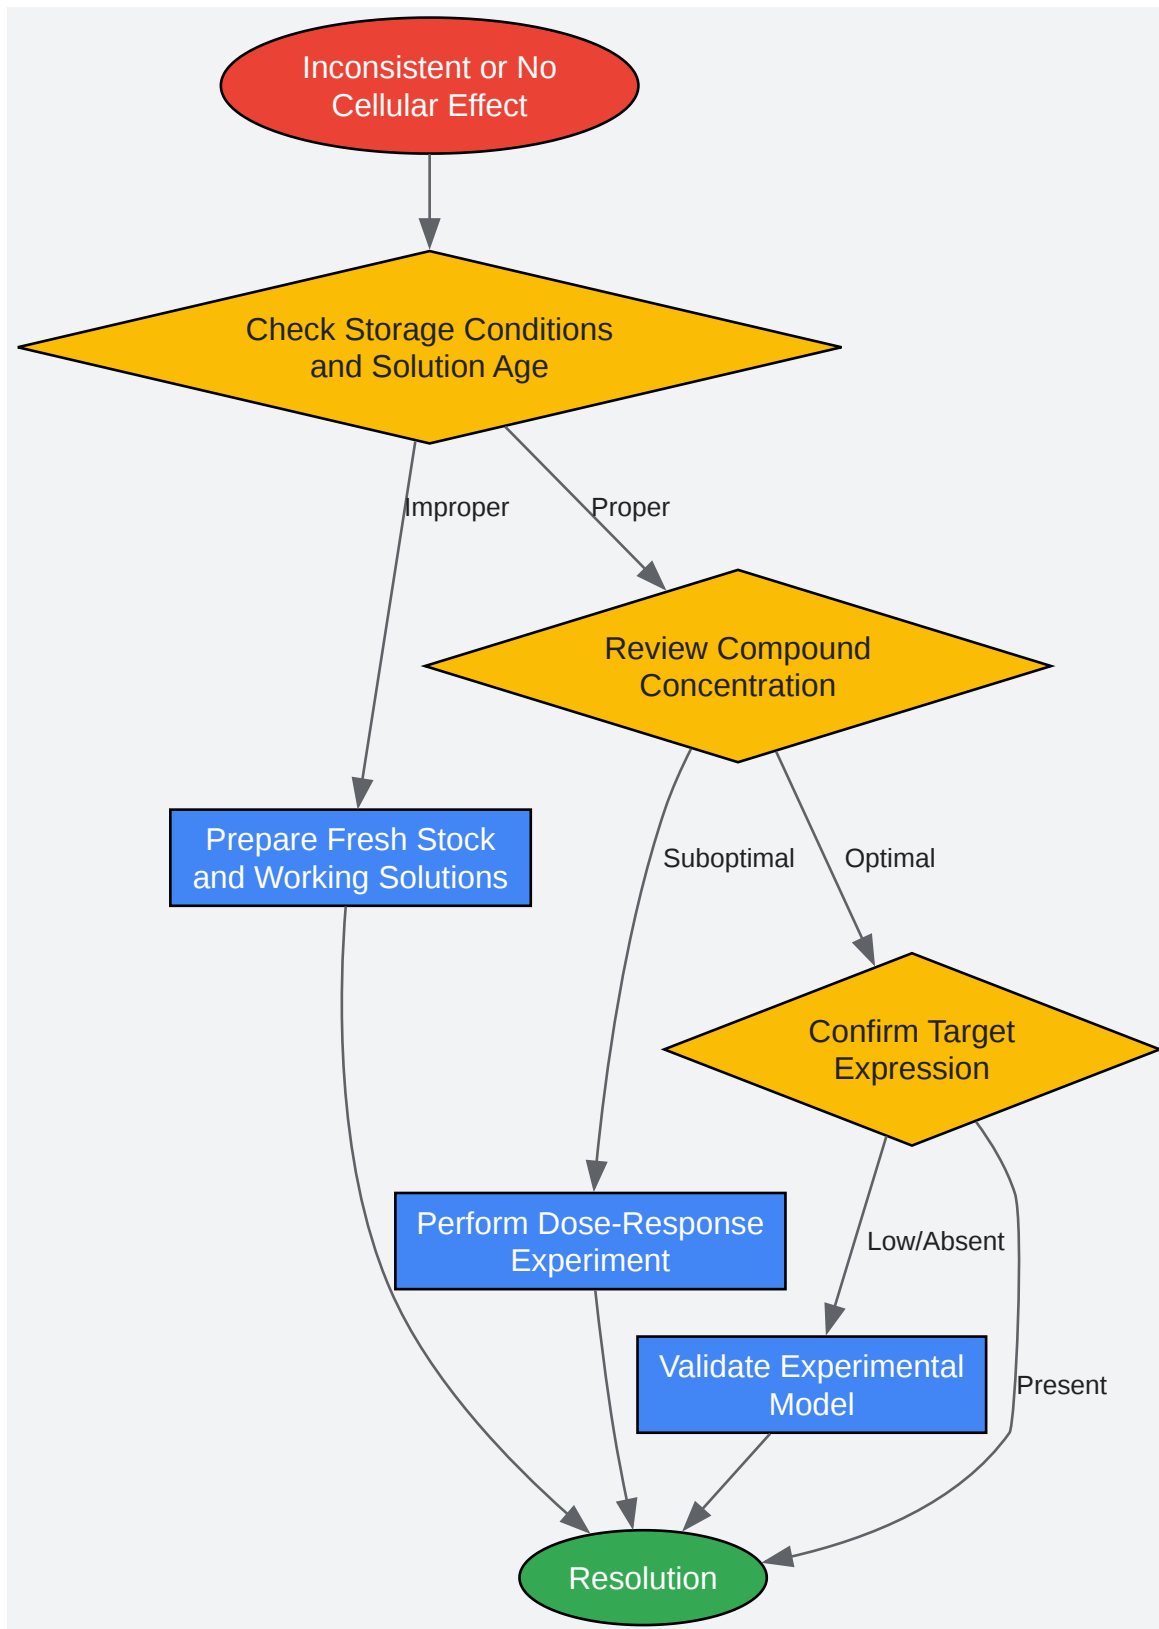 Inconsistent or No
Cellular Effect
Check Storage Conditions
and Solution Age
Improper
Proper
Review Compound
Concentration
Prepare Fresh Stock
and Working Solutions
Suboptimal
Optimal
Confirm Target
Expression
Perform Dose-Response
Experiment
Low/Absent
Validate Experimental
Model
Present
Resolution